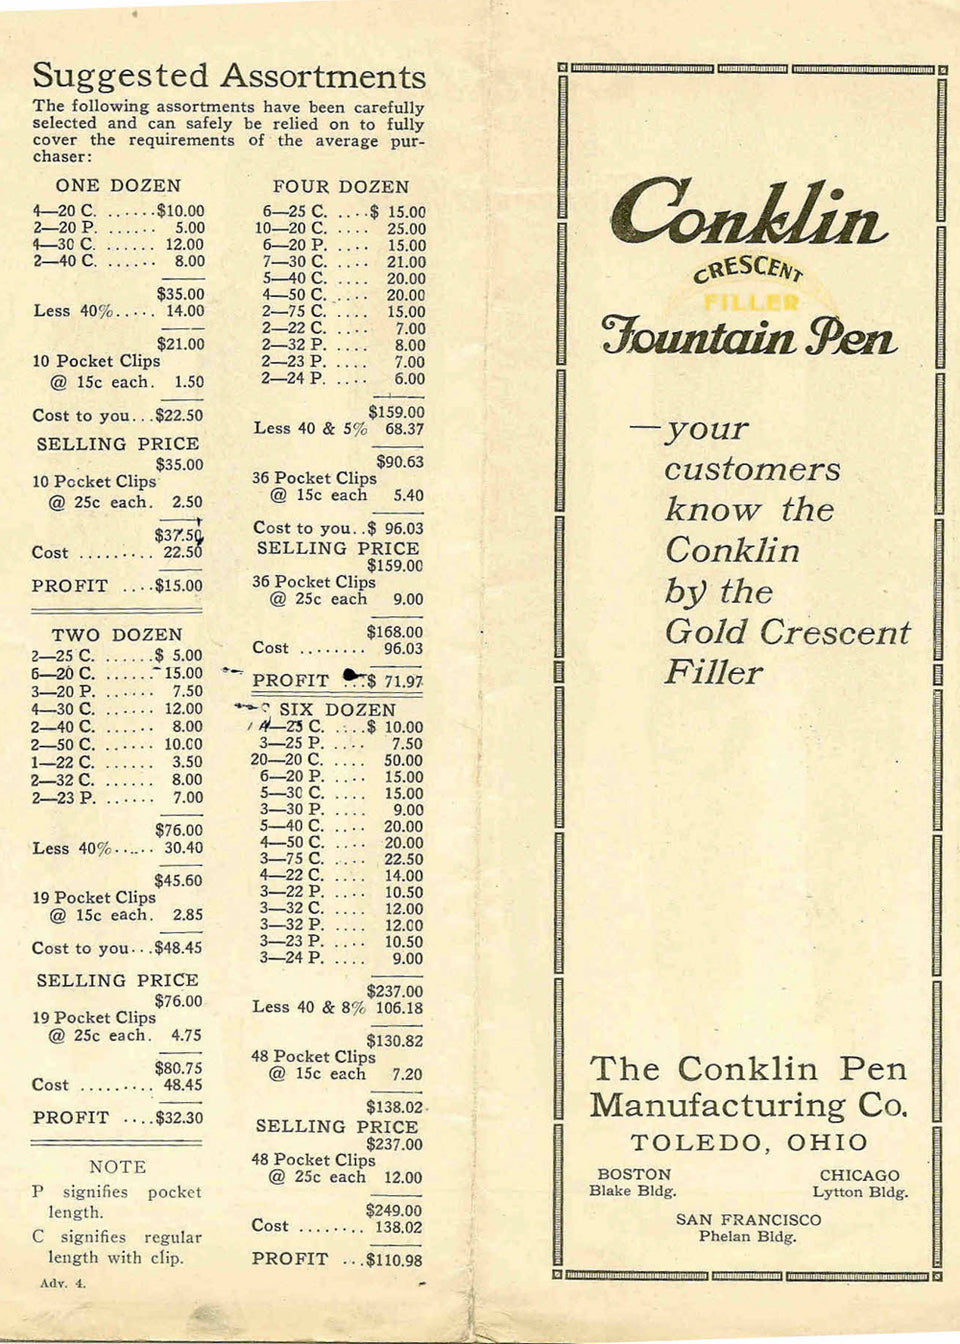 Suggested Assortments
The following assortments have been carefully
selected and can safely be relied on to fully
cover the requirements of the average pur-
chaser:
ONE DOZEN
4—20 C. ......$10.00
2—20 P. ...... 5.00
4—30 C. ...... 12.00
2—40 C. ...... 8.00
$35.00
Less 40%..... 14.00
$21.00
10 Pocket Clips
@ 15c each. 1.50
Cost to you...$22.50
SELLING PRICE
$35.00
10 Pocket Clips
@ 25c each. 2.50
$37.50
Cost ......... 22.50
PROFIT ....$15.00
TWO DOZEN
2—25 C. ......$ 5.00
6—20 C. ...... 15.00
3—20 P. ...... 7.50
4—30 C. ...... 12.00
2—40 C. ...... 8.00
2—50 C. ...... 10.00
1—22 C. ...... 3.50
2—32 C. ...... 8.00
2—23 P. ...... 7.00
$76.00
Less 40%..... 30.40
$45.60
19 Pocket Clips
@ 15c each. 2.85
Cost to you...$48.45
SELLING PRICE
$76.00
19 Pocket Clips
@ 25c each. 4.75
$80.75
Cost ......... 48.45
PROFIT ....$32.30
NOTE
P signifies pocket
length.
C signifies regular
length with clip.
Adv. 4.
FOUR DOZEN
6—25 C. ....$ 15.00
10—20 C. .... 25.00
6—20 P. .... 15.00
7—30 C. .... 21.00
5—40 C. .... 20.00
4—50 C. .... 20.00
2—75 C. .... 15.00
2—22 C. .... 7.00
2—32 P. .... 8.00
2—23 P. .... 7.00
2—24 P. .... 6.00
$159.00
Less 40 & 5% 68.37
$90.63
36 Pocket Clips
@ 15c each 5.40
Cost to you..$ 96.03
SELLING PRICE
$159.00
36 Pocket Clips
@ 25c each 9.00
$168.00
Cost ........ 96.03
PROFIT ...$ 71.97
SIX DOZEN
4—25 C. ....$ 10.00
3—25 P. .... 7.50
20—20 C. .... 50.00
6—20 P. .... 15.00
5—30 C. .... 15.00
3—30 P. .... 9.00
5—40 C. .... 20.00
4—50 C. .... 20.00
3—75 C. .... 22.50
4—22 C. .... 14.00
3—22 P. .... 10.50
3—32 C. .... 12.00
3—32 P. .... 12.00
3—23 P. .... 10.50
3—24 P. .... 9.00
$237.00
Less 40 & 8% 106.18
$130.82
48 Pocket Clips
@ 15c each 7.20
$138.02
SELLING PRICE
$237.00
48 Pocket Clips
@ 25c each 12.00
$249.00
Cost ........ 138.02
PROFIT ...$110.98
Conklin
CRESCENT
FILLER
Fountain Pen
—your
customers
know the
Conklin
by the
Gold Crescent
Filler
The Conklin Pen
Manufacturing Co.
TOLEDO, OHIO
BOSTON CHICAGO
Blake Bldg. Lytton Bldg.
SAN FRANCISCO
Phelan Bldg.